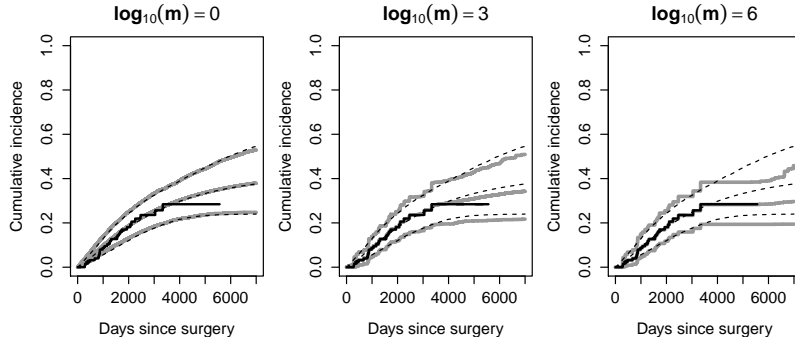 log₁₀(m) = 0
Cumulative incidence
1.0
0.8
0.6
0.4
0.2
0.0
0 2000 4000 6000
Days since surgery
log₁₀(m) = 3
Cumulative incidence
1.0
0.8
0.6
0.4
0.2
0.0
0 2000 4000 6000
Days since surgery
log₁₀(m) = 6
Cumulative incidence
1.0
0.8
0.6
0.4
0.2
0.0
0 2000 4000 6000
Days since surgery